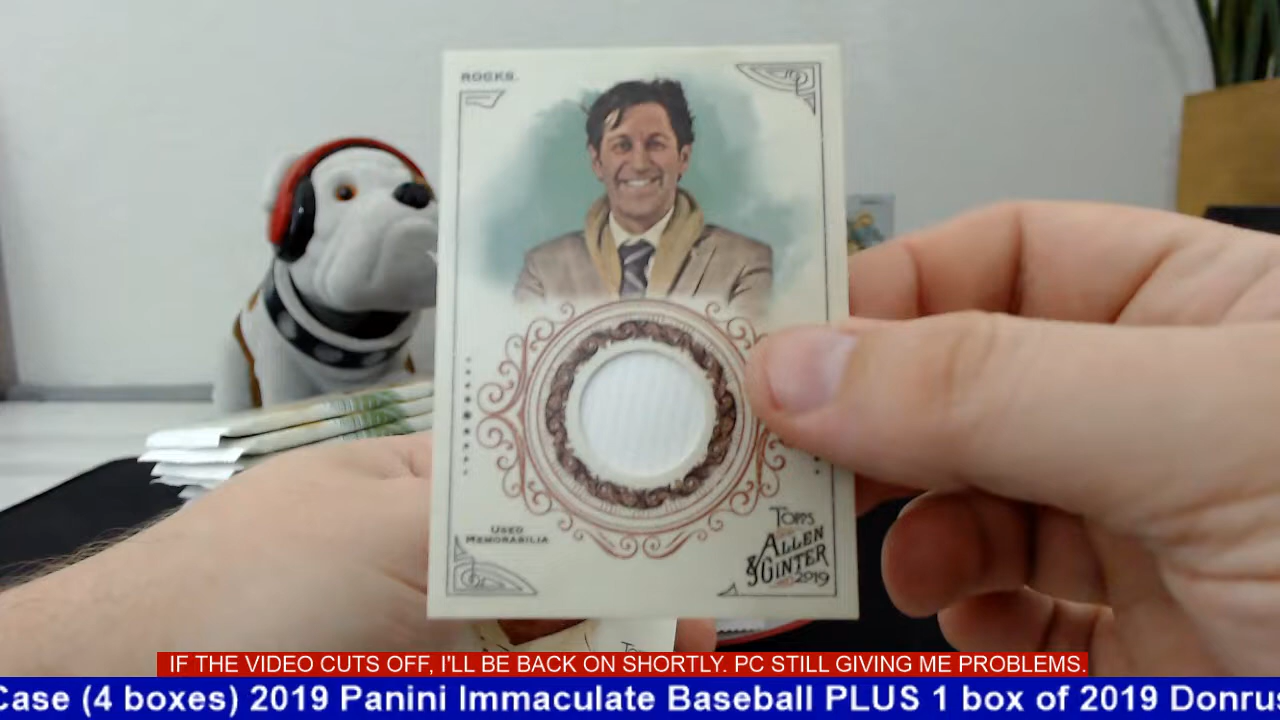 ROCKS.
USED
MEMORABILIA
TOPPS
ALLEN
& GINTER
2019
IF THE VIDEO CUTS OFF, I'LL BE BACK ON SHORTLY. PC STILL GIVING ME PROBLEMS.
Case (4 boxes) 2019 Panini Immaculate Baseball PLUS 1 box of 2019 Donrus